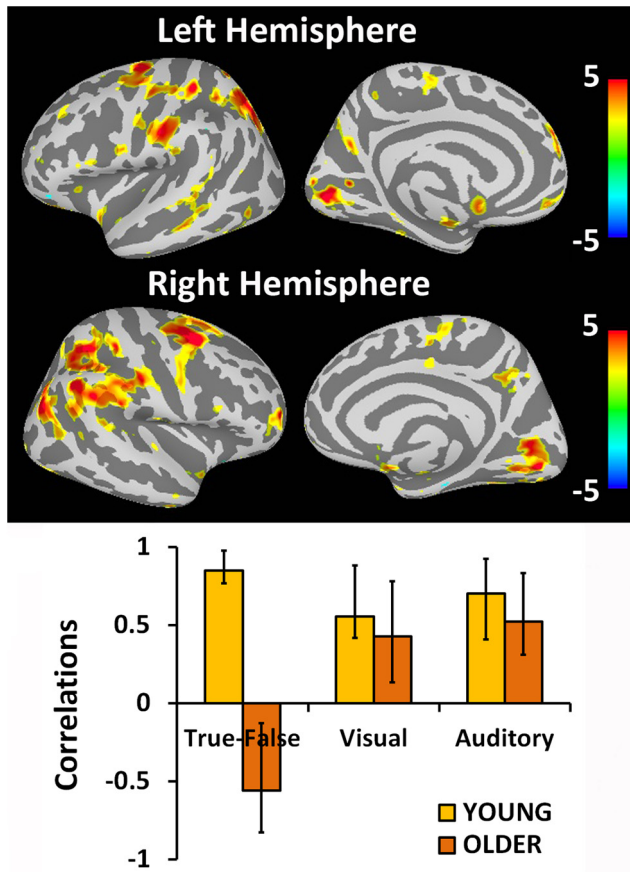 Left Hemisphere
5
-5
Right Hemisphere
5
-5
1
0.5
0
-0.5
-1
Correlations
True-False Visual Auditory
YOUNG
OLDER